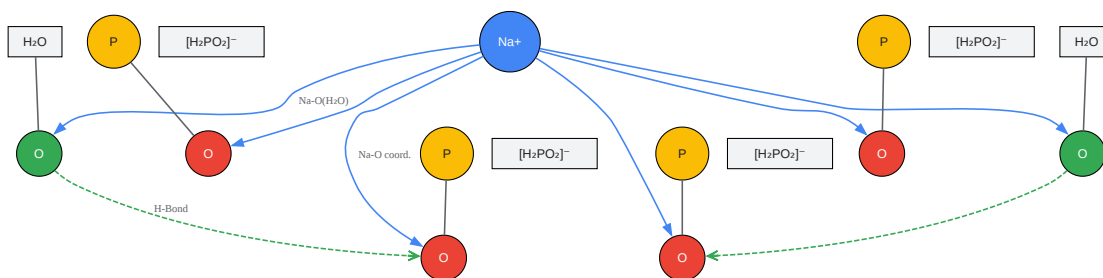 H₂O
P
[H₂PO₂]⁻
Na+
P
[H₂PO₂]⁻
H₂O
Na-O(H₂O)
O
O
Na-O coord.
P
[H₂PO₂]⁻
P
[H₂PO₂]⁻
O
O
H-Bond
O
O